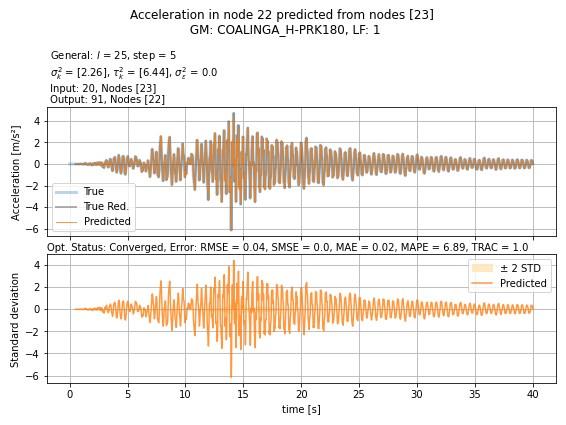 Acceleration in node 22 predicted from nodes [23]
GM: COALINGA_H-PRK180, LF: 1
General: l = 25, step = 5
σ²ₖ = [2.26], τ²ₖ = [6.44], σ²ε = 0.0
Input: 20, Nodes [23]
Output: 91, Nodes [22]
Acceleration [m/s²]
4
2
0
−2
−4
−6
True
True Red.
Predicted
Opt. Status: Converged, Error: RMSE = 0.04, SMSE = 0.0, MAE = 0.02, MAPE = 6.89, TRAC = 1.0
Standard deviation
4
2
0
−2
−4
−6
± 2 STD
Predicted
0 5 10 15 20 25 30 35 40
time [s]